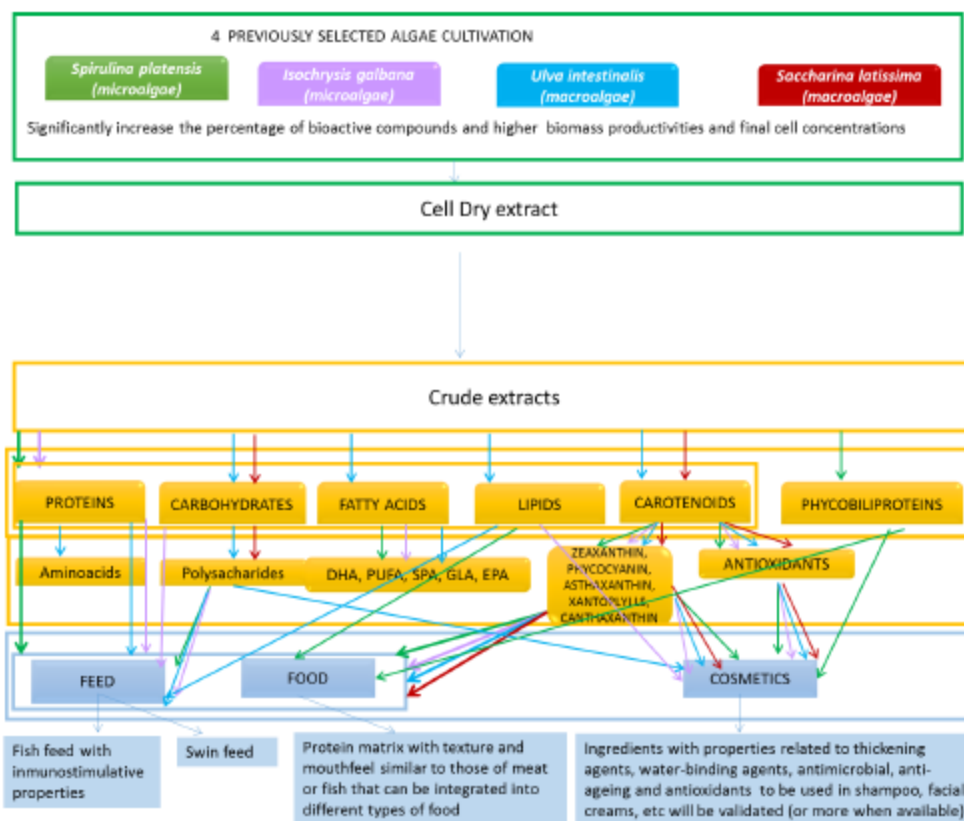 4 PREVIOUSLY SELECTED ALGAE CULTIVATION
Spirulina platensis
(microalgae)
Isochrysis galbana
(microalgae)
Ulva intestinalis
(macroalgae)
Saccharina latissima
(macroalgae)
Significantly increase the percentage of bioactive compounds and higher biomass productivities and final cell concentrations
Cell Dry extract
Crude extracts
PROTEINS
CARBOHYDRATES
FATTY ACIDS
LIPIDS
CAROTENOIDS
PHYCOBILIPROTEINS
Aminoacids
Polysacharides
DHA, PUFA, SPA, GLA, EPA
ZEAXANTHIN,
PHYCOCYANIN,
ASTHAXANTHIN,
XANTOPLYLLS,
CANTHAXANTHIN
ANTIOXIDANTS
FEED
FOOD
COSMETICS
Fish feed with
inmunostimulative
properties
Swin feed
Protein matrix with texture and
mouthfeel similar to those of meat
or fish that can be integrated into
different types of food
Ingredients with properties related to thickening
agents, water-binding agents, antimicrobial, anti-
ageing and antioxidants to be used in shampoo, facial
creams, etc will be validated (or more when available)